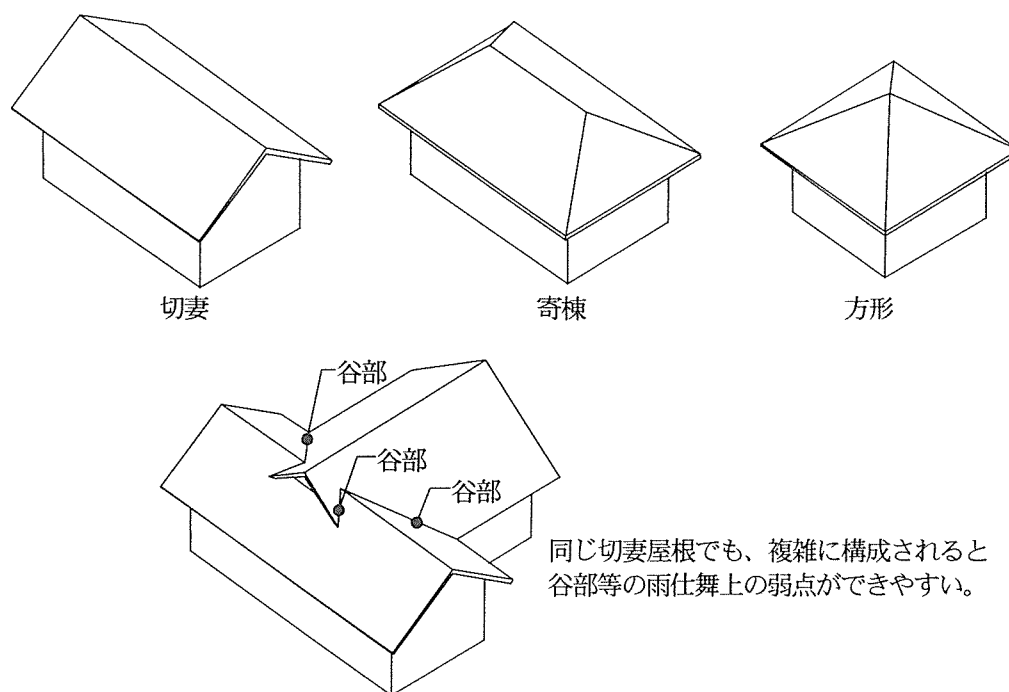 切妻
寄棟
方形
谷部
谷部
谷部
同じ切妻屋根でも、複雑に構成されると
谷部等の雨仕舞上の弱点ができやすい。